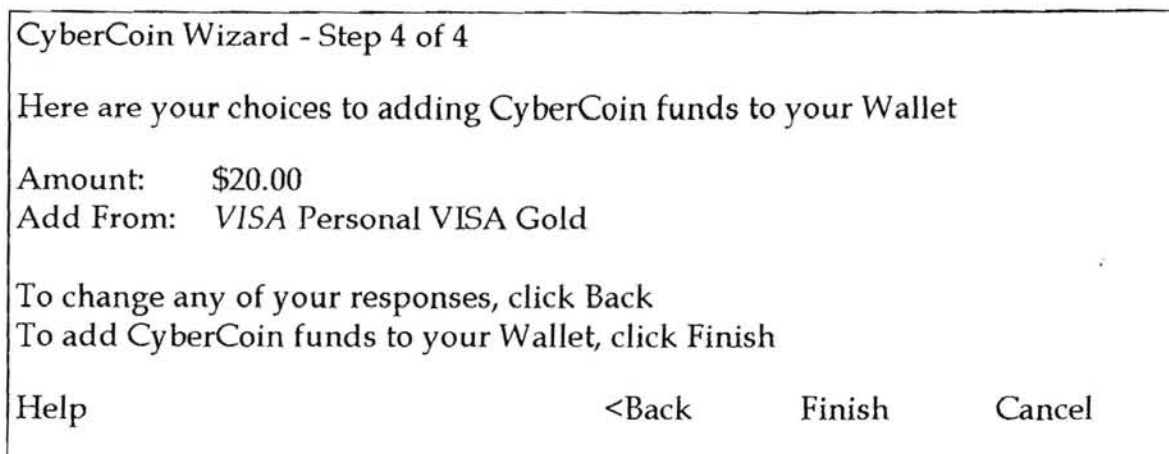 CyberCoin Wizard - Step 4 of 4
Here are your choices to adding CyberCoin funds to your Wallet
Amount: $20.00
Add From: VISA Personal VISA Gold
To change any of your responses, click Back
To add CyberCoin funds to your Wallet, click Finish
Help <Back Finish Cancel